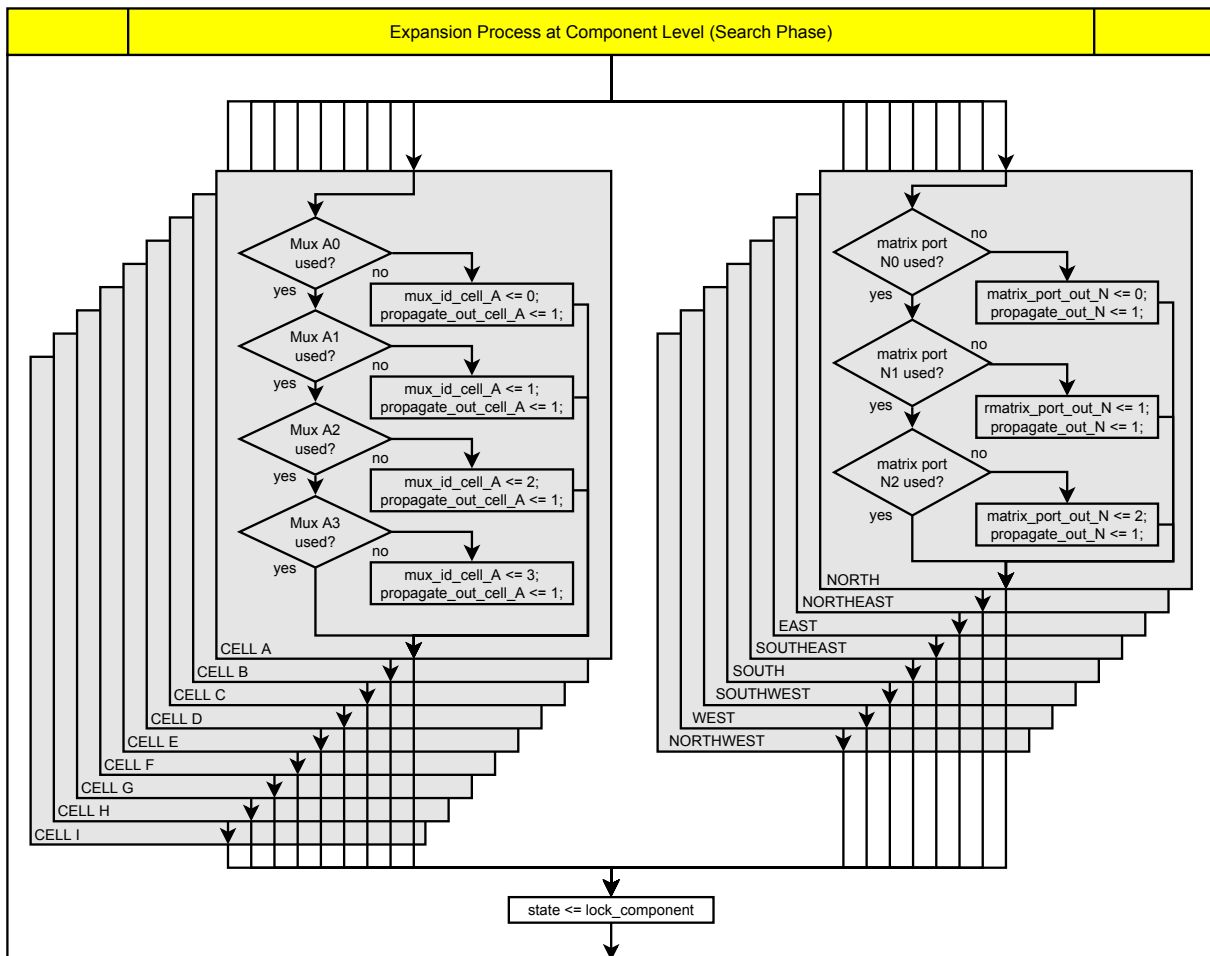 Expansion Process at Component Level (Search Phase)
Mux A0
used?
no
yes
mux_id_cell_A <= 0;
propagate_out_cell_A <= 1;
Mux A1
used?
no
yes
mux_id_cell_A <= 1;
propagate_out_cell_A <= 1;
Mux A2
used?
no
yes
mux_id_cell_A <= 2;
propagate_out_cell_A <= 1;
Mux A3
used?
no
yes
mux_id_cell_A <= 3;
propagate_out_cell_A <= 1;
CELL A
CELL B
CELL C
CELL D
CELL E
CELL F
CELL G
CELL H
CELL I
matrix port
N0 used?
no
yes
matrix_port_out_N <= 0;
propagate_out_N <= 1;
matrix port
N1 used?
no
yes
rmatrix_port_out_N <= 1;
propagate_out_N <= 1;
matrix port
N2 used?
no
yes
matrix_port_out_N <= 2;
propagate_out_N <= 1;
NORTH
NORTHEAST
EAST
SOUTHEAST
SOUTH
SOUTHWEST
WEST
NORTHWEST
state <= lock_component